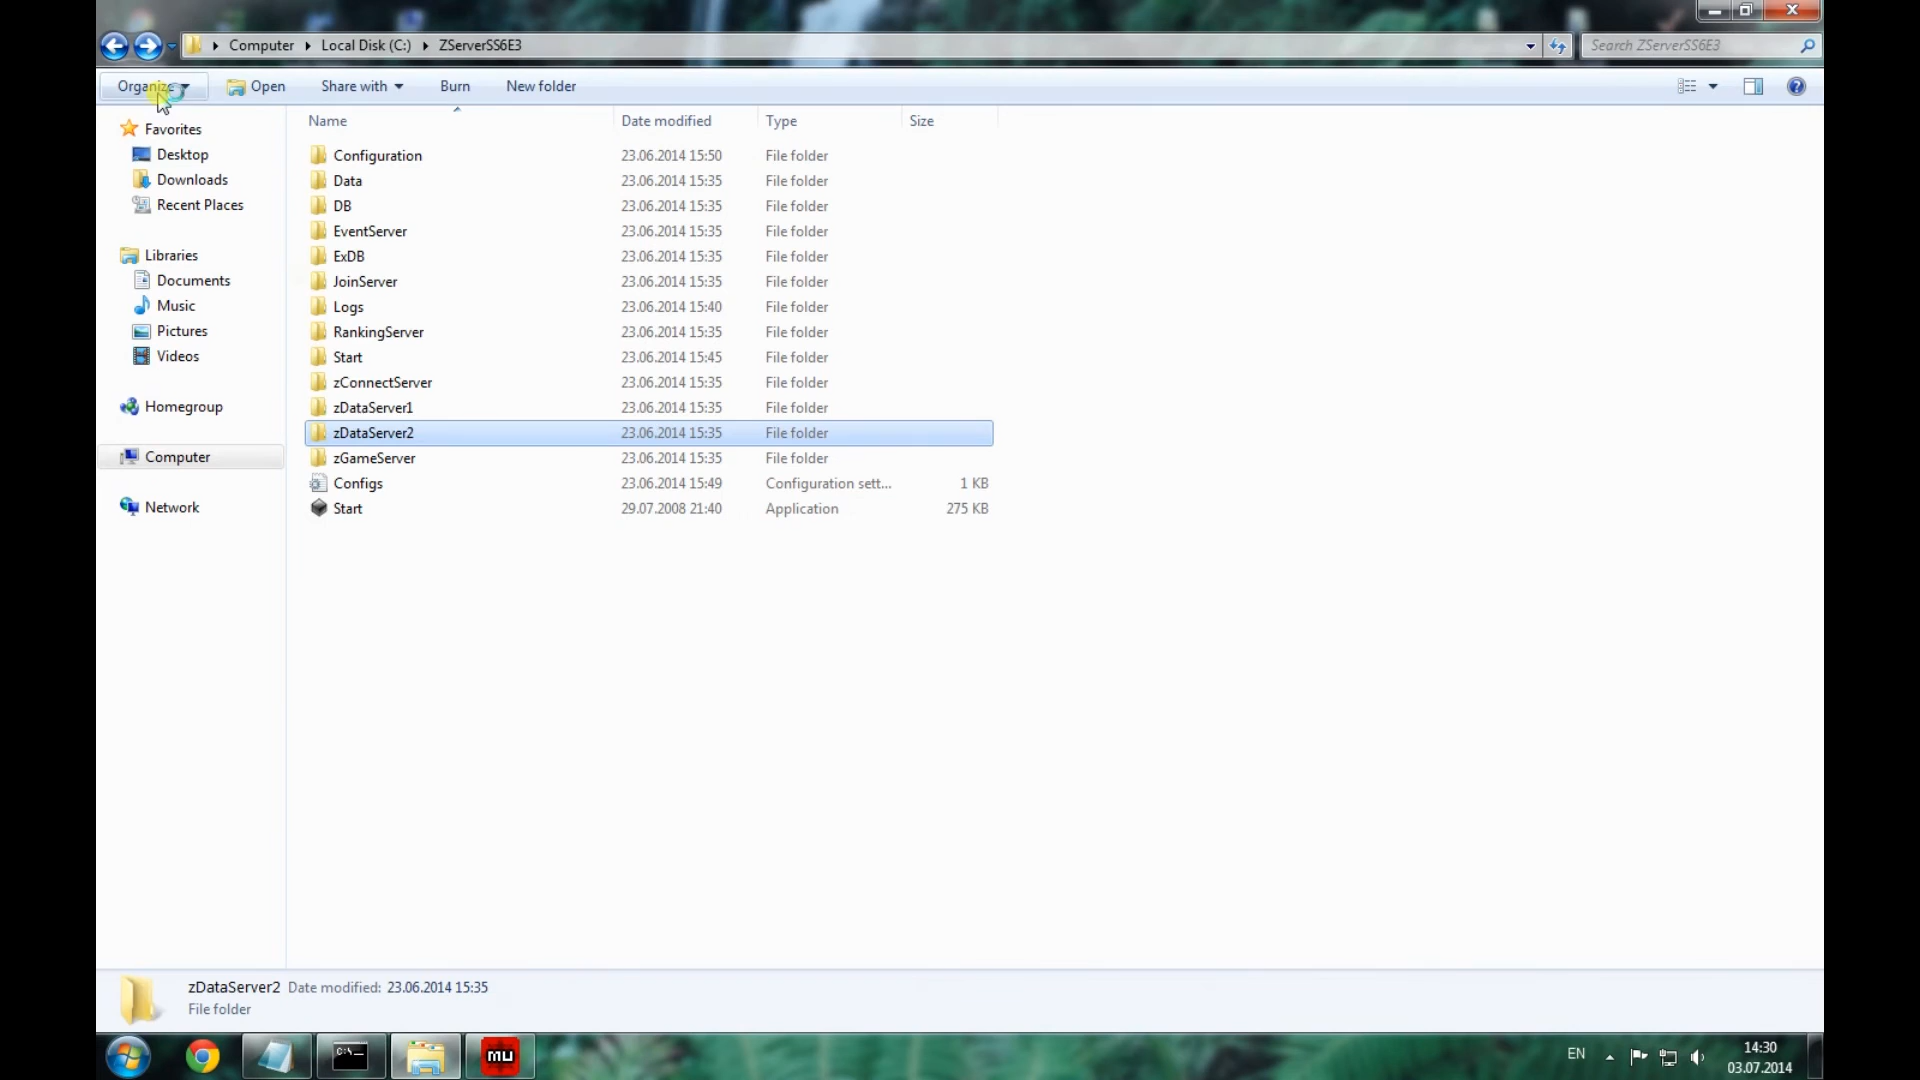 Computer Local Disk (C:) ZServerSS6E3 Search ZServerSS6E3
Organize Open Share with Burn New folder
Name Date modified Type Size
Favorites
Desktop
Downloads
Recent Places
Libraries
Documents
Music
Pictures
Videos
Homegroup
Computer
Network
Configuration 23.06.2014 15:50 File folder
Data 23.06.2014 15:35 File folder
DB 23.06.2014 15:35 File folder
EventServer 23.06.2014 15:35 File folder
ExDB 23.06.2014 15:35 File folder
JoinServer 23.06.2014 15:35 File folder
Logs 23.06.2014 15:40 File folder
RankingServer 23.06.2014 15:35 File folder
Start 23.06.2014 15:45 File folder
zConnectServer 23.06.2014 15:35 File folder
zDataServer1 23.06.2014 15:35 File folder
zDataServer2 23.06.2014 15:35 File folder
zGameServer 23.06.2014 15:35 File folder
Configs 23.06.2014 15:49 Configuration sett... 1 KB
Start 29.07.2008 21:40 Application 275 KB
zDataServer2 Date modified: 23.06.2014 15:35
File folder
C:\_
mu
EN
14:30
03.07.2014